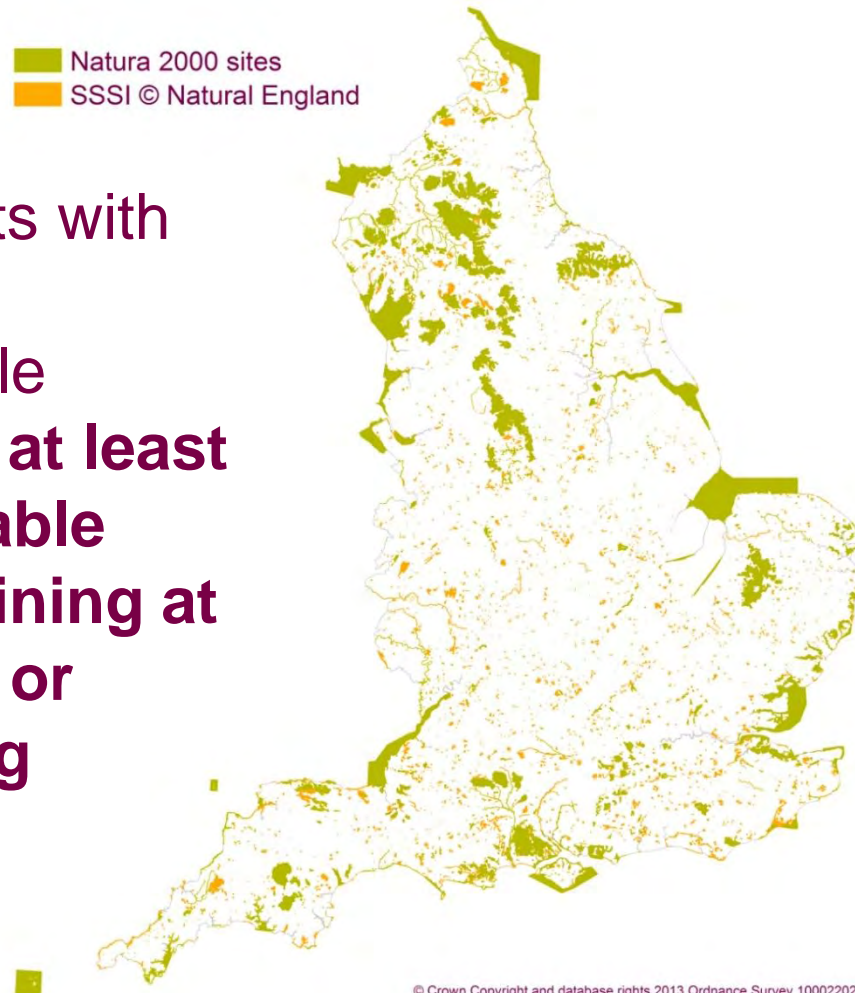 Natura 2000 sites
SSSI © Natural England
ts with
le
at least
able
ining at
or
g
© Crown Copyright and database rights 2013 Ordnance Survey 10002202